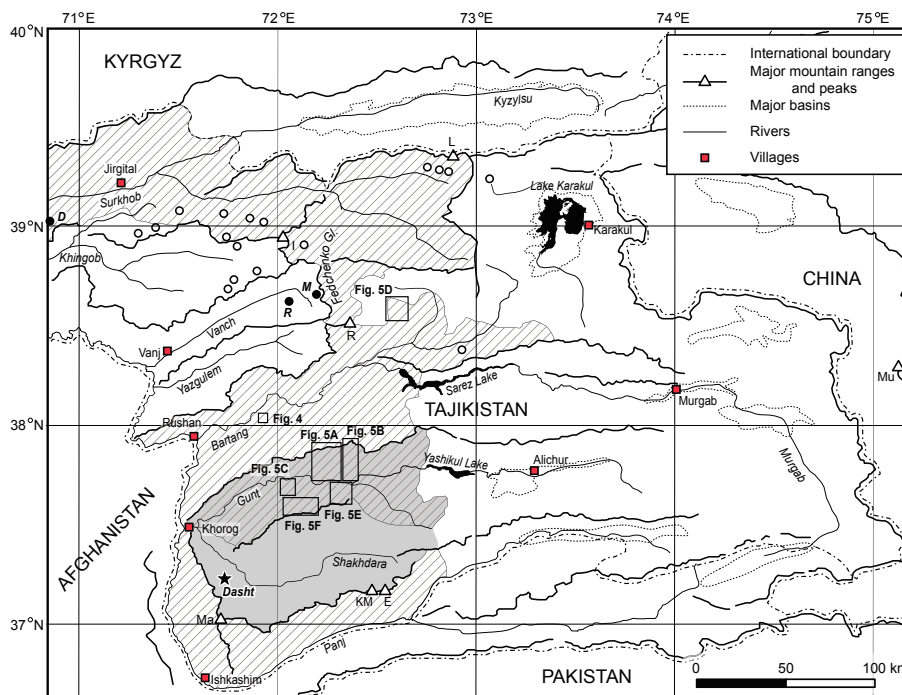 71°E
72°E
73°E
74°E
75°E
40°N
39°N
38°N
37°N
KYRGYZ
International boundary
Major mountain ranges
and peaks
Major basins
Rivers
Villages
Kyzylsu
L
Jirgital
Surkhob
Lake Karakul
Karakul
D
I
Khingob
Fedchenko Gl.
CHINA
M
R
Fig. 5D
Vanch
R
Vanj
Yazgulem
Mu
Sarez Lake
Murgab
TAJIKISTAN
Rushan
Bartang
Fig. 4
Fig. 5A
Fig. 5B
Yashikul Lake
Alichur
Murgab
Fig. 5C
Gunt
Fig. 5E
Fig. 5F
AFGHANISTAN
Khorog
Shakhdara
Dasht
KM
E
Ma
Panj
Ishkashim
PAKISTAN
0
50
100 km